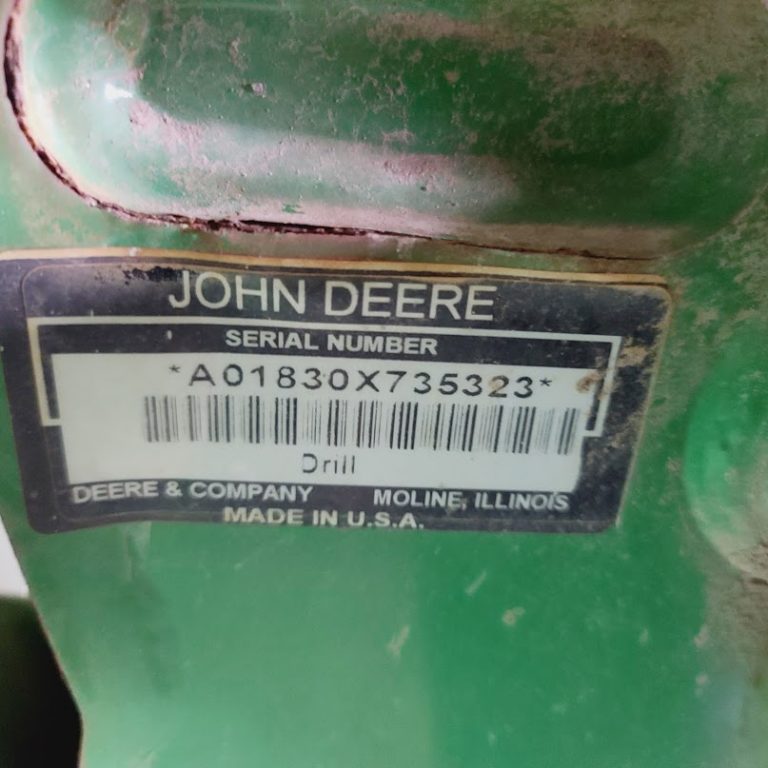 JOHN DEERE
SERIAL NUMBER
*A01830X735323*
Drill
DEERE & COMPANY MOLINE, ILLINOIS
MADE IN U.S.A.